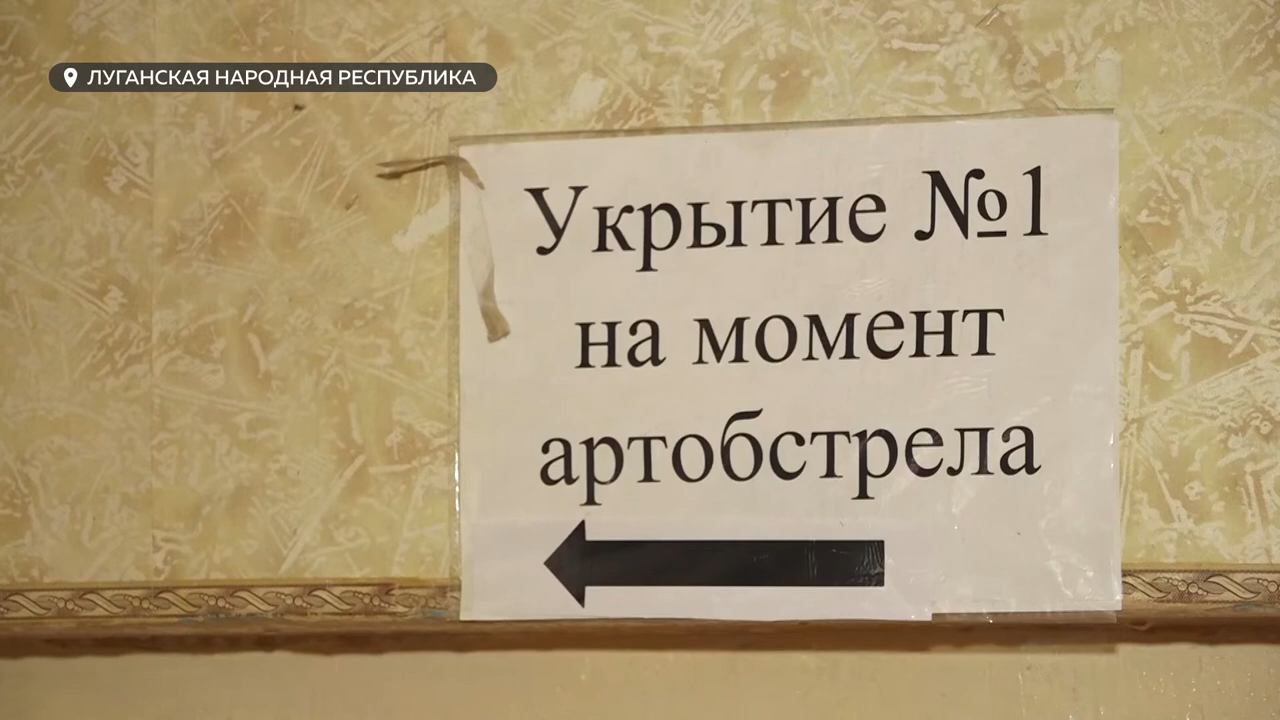 ЛУГАНСКАЯ НАРОДНАЯ РЕСПУБЛИКА
Укрытие №1
на момент
артобстрела